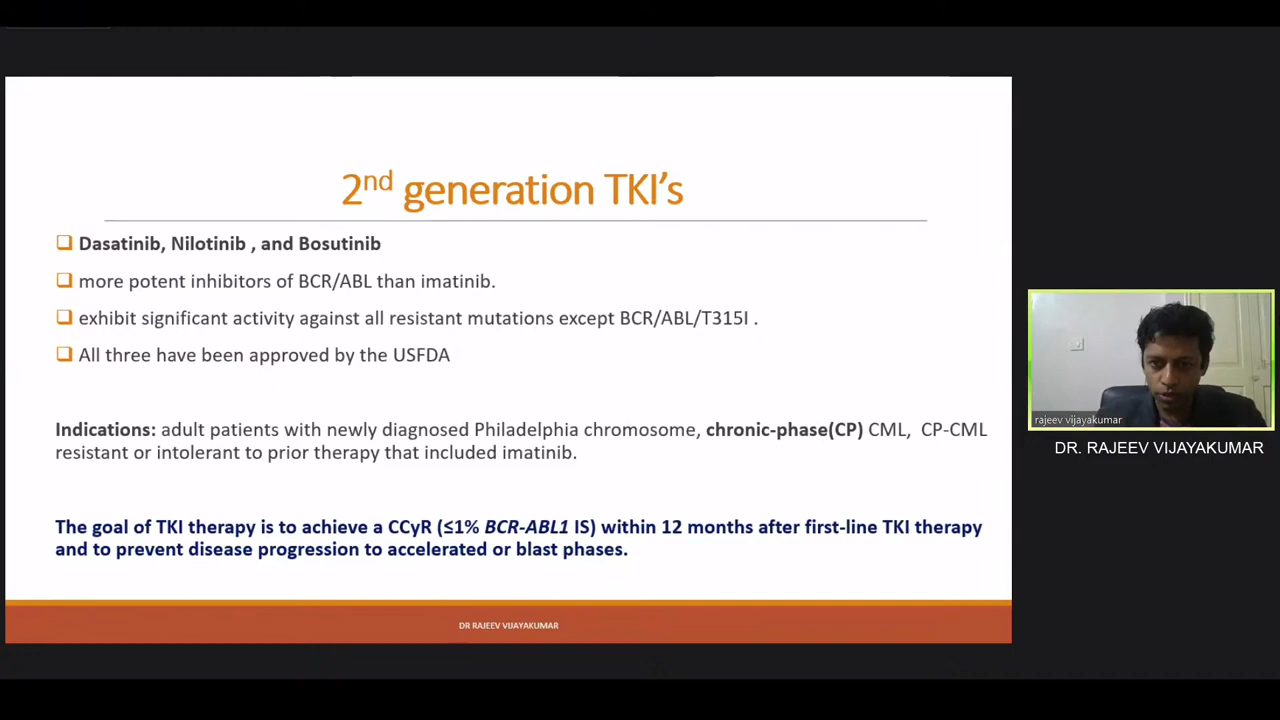 2nd generation TKI's
Dasatinib, Nilotinib , and Bosutinib
more potent inhibitors of BCR/ABL than imatinib.
exhibit significant activity against all resistant mutations except BCR/ABL/T315I .
All three have been approved by the USFDA
Indications: adult patients with newly diagnosed Philadelphia chromosome, chronic-phase(CP) CML, CP-CML
resistant or intolerant to prior therapy that included imatinib.
The goal of TKI therapy is to achieve a CCyR (≤1% BCR-ABL1 IS) within 12 months after first-line TKI therapy
and to prevent disease progression to accelerated or blast phases.
DR RAJEEV VIJAYAKUMAR
rajeev vijayakumar
DR. RAJEEV VIJAYAKUMAR